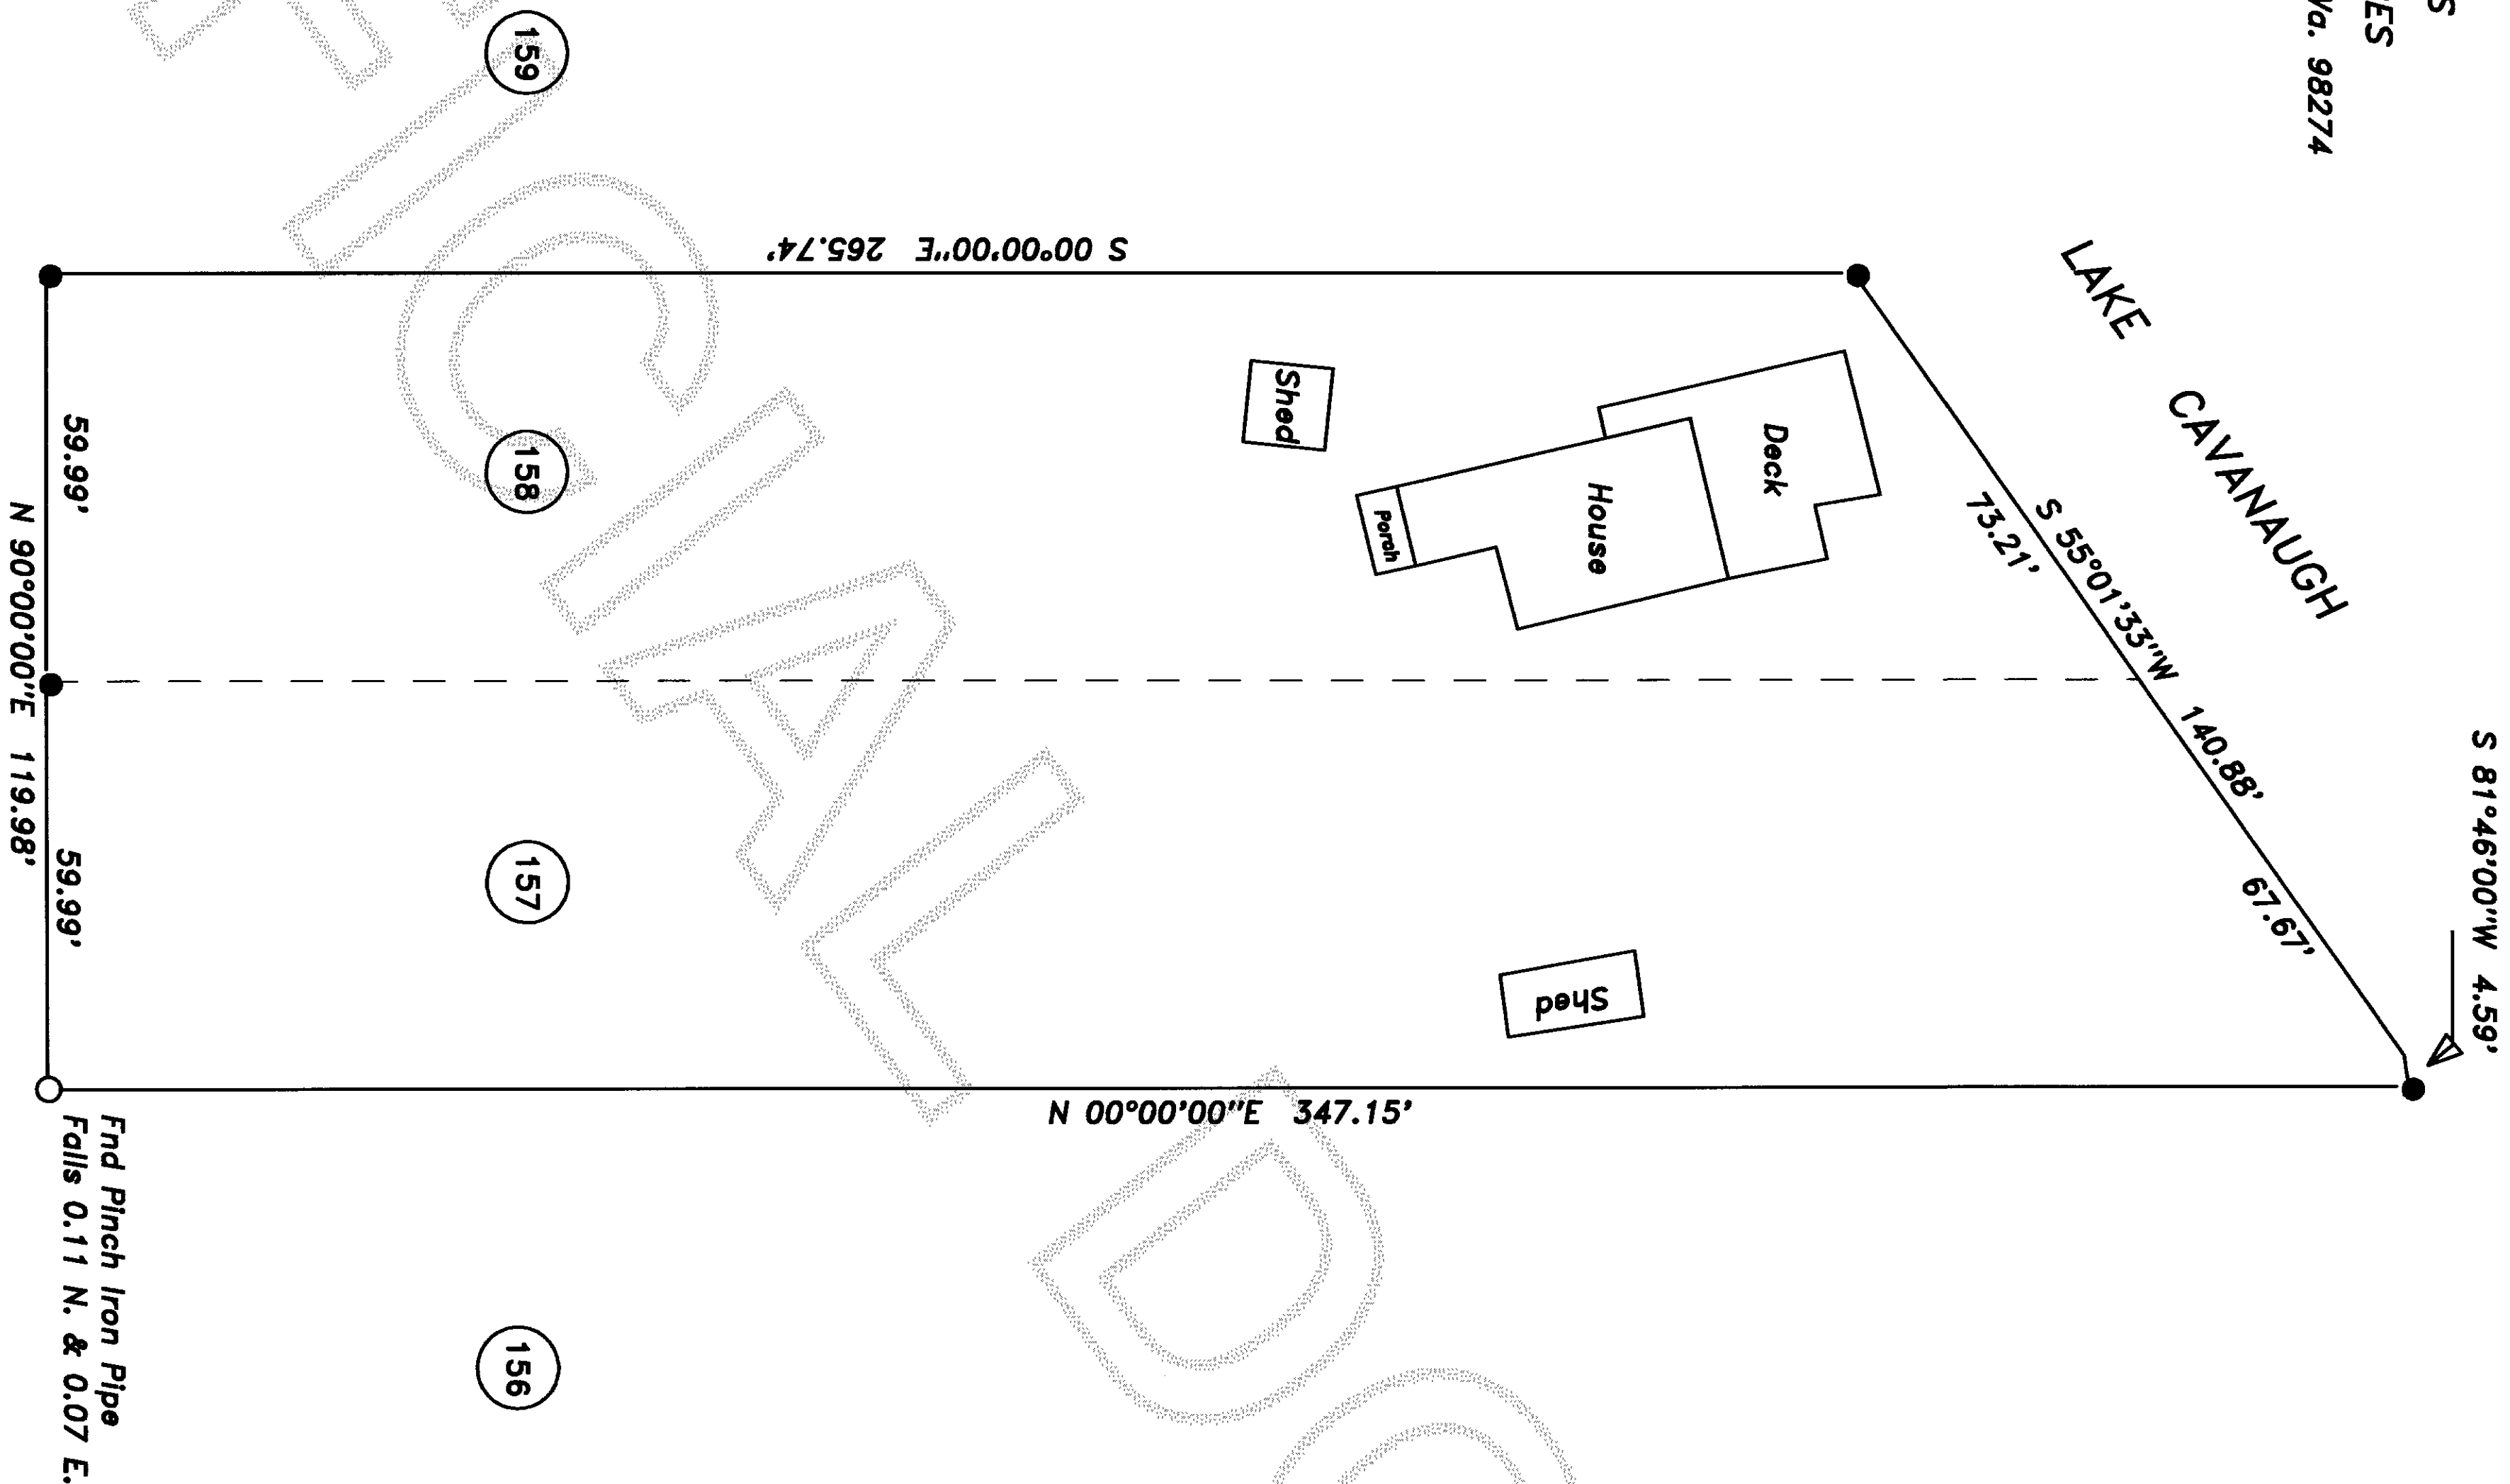 S
ES
Wa. 98274
LAKE CAVANAUGH
S 81°46'00"W 4.59'
S 55°01'33"W 140.88'
73.21'
67.67'
S 00°00'00"E 265.74'
Deck
House
Porch
Shed
Shed
N 00°00'00"E 347.15'
159
158
157
156
59.99'
59.99'
N 90°00'00"E 119.98'
Fnd Pinch Iron Pipe
Falls 0.11 N. & 0.07 E.